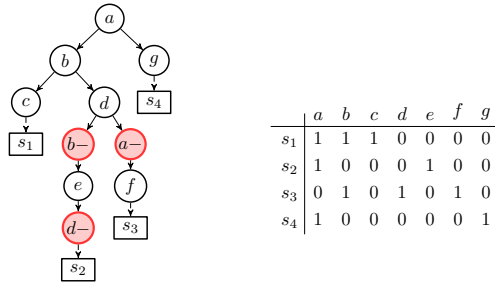 a
b g
c d s₄
s₁ b− a−
e f
d− s₃
s₂
a b c d e f g
s₁ 1 1 1 0 0 0 0
s₂ 1 0 0 0 1 0 0
s₃ 0 1 0 1 0 1 0
s₄ 1 0 0 0 0 0 1